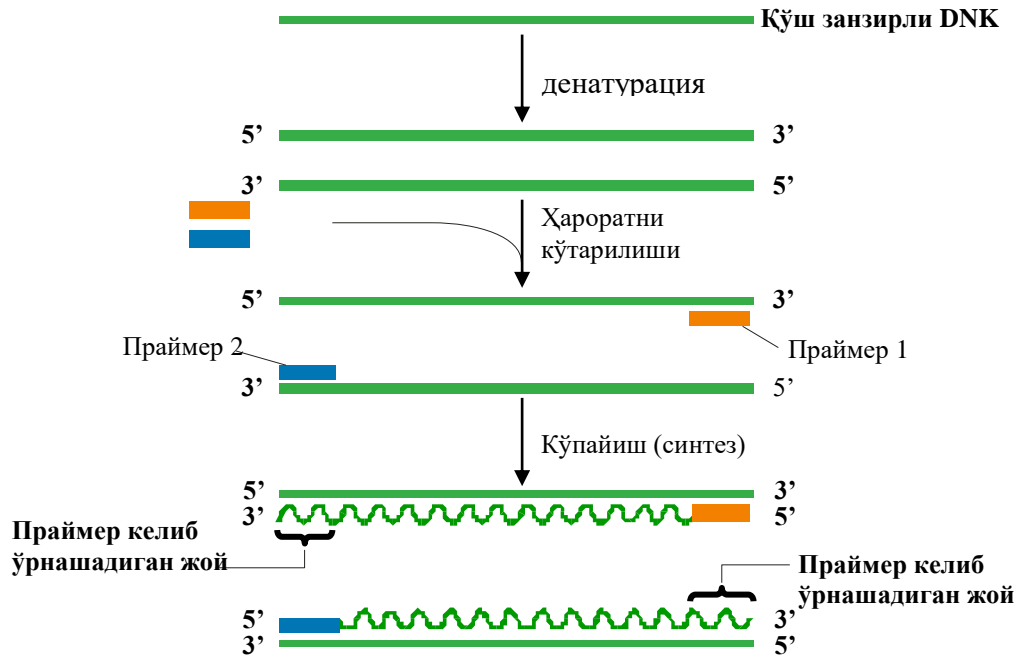 Қўш занзирли DNK
денатурация
5’ 3’
3’ 5’
Ҳароратни
кўтарилиши
5’ 3’
Праймер 2
Праймер 1
3’ 5’
Кўпайиш (синтез)
5’ 3’
3’ 5’
Праймер келиб
ўрнашадиган жой
Праймер келиб
ўрнашадиган жой
5’ 3’
3’ 5’